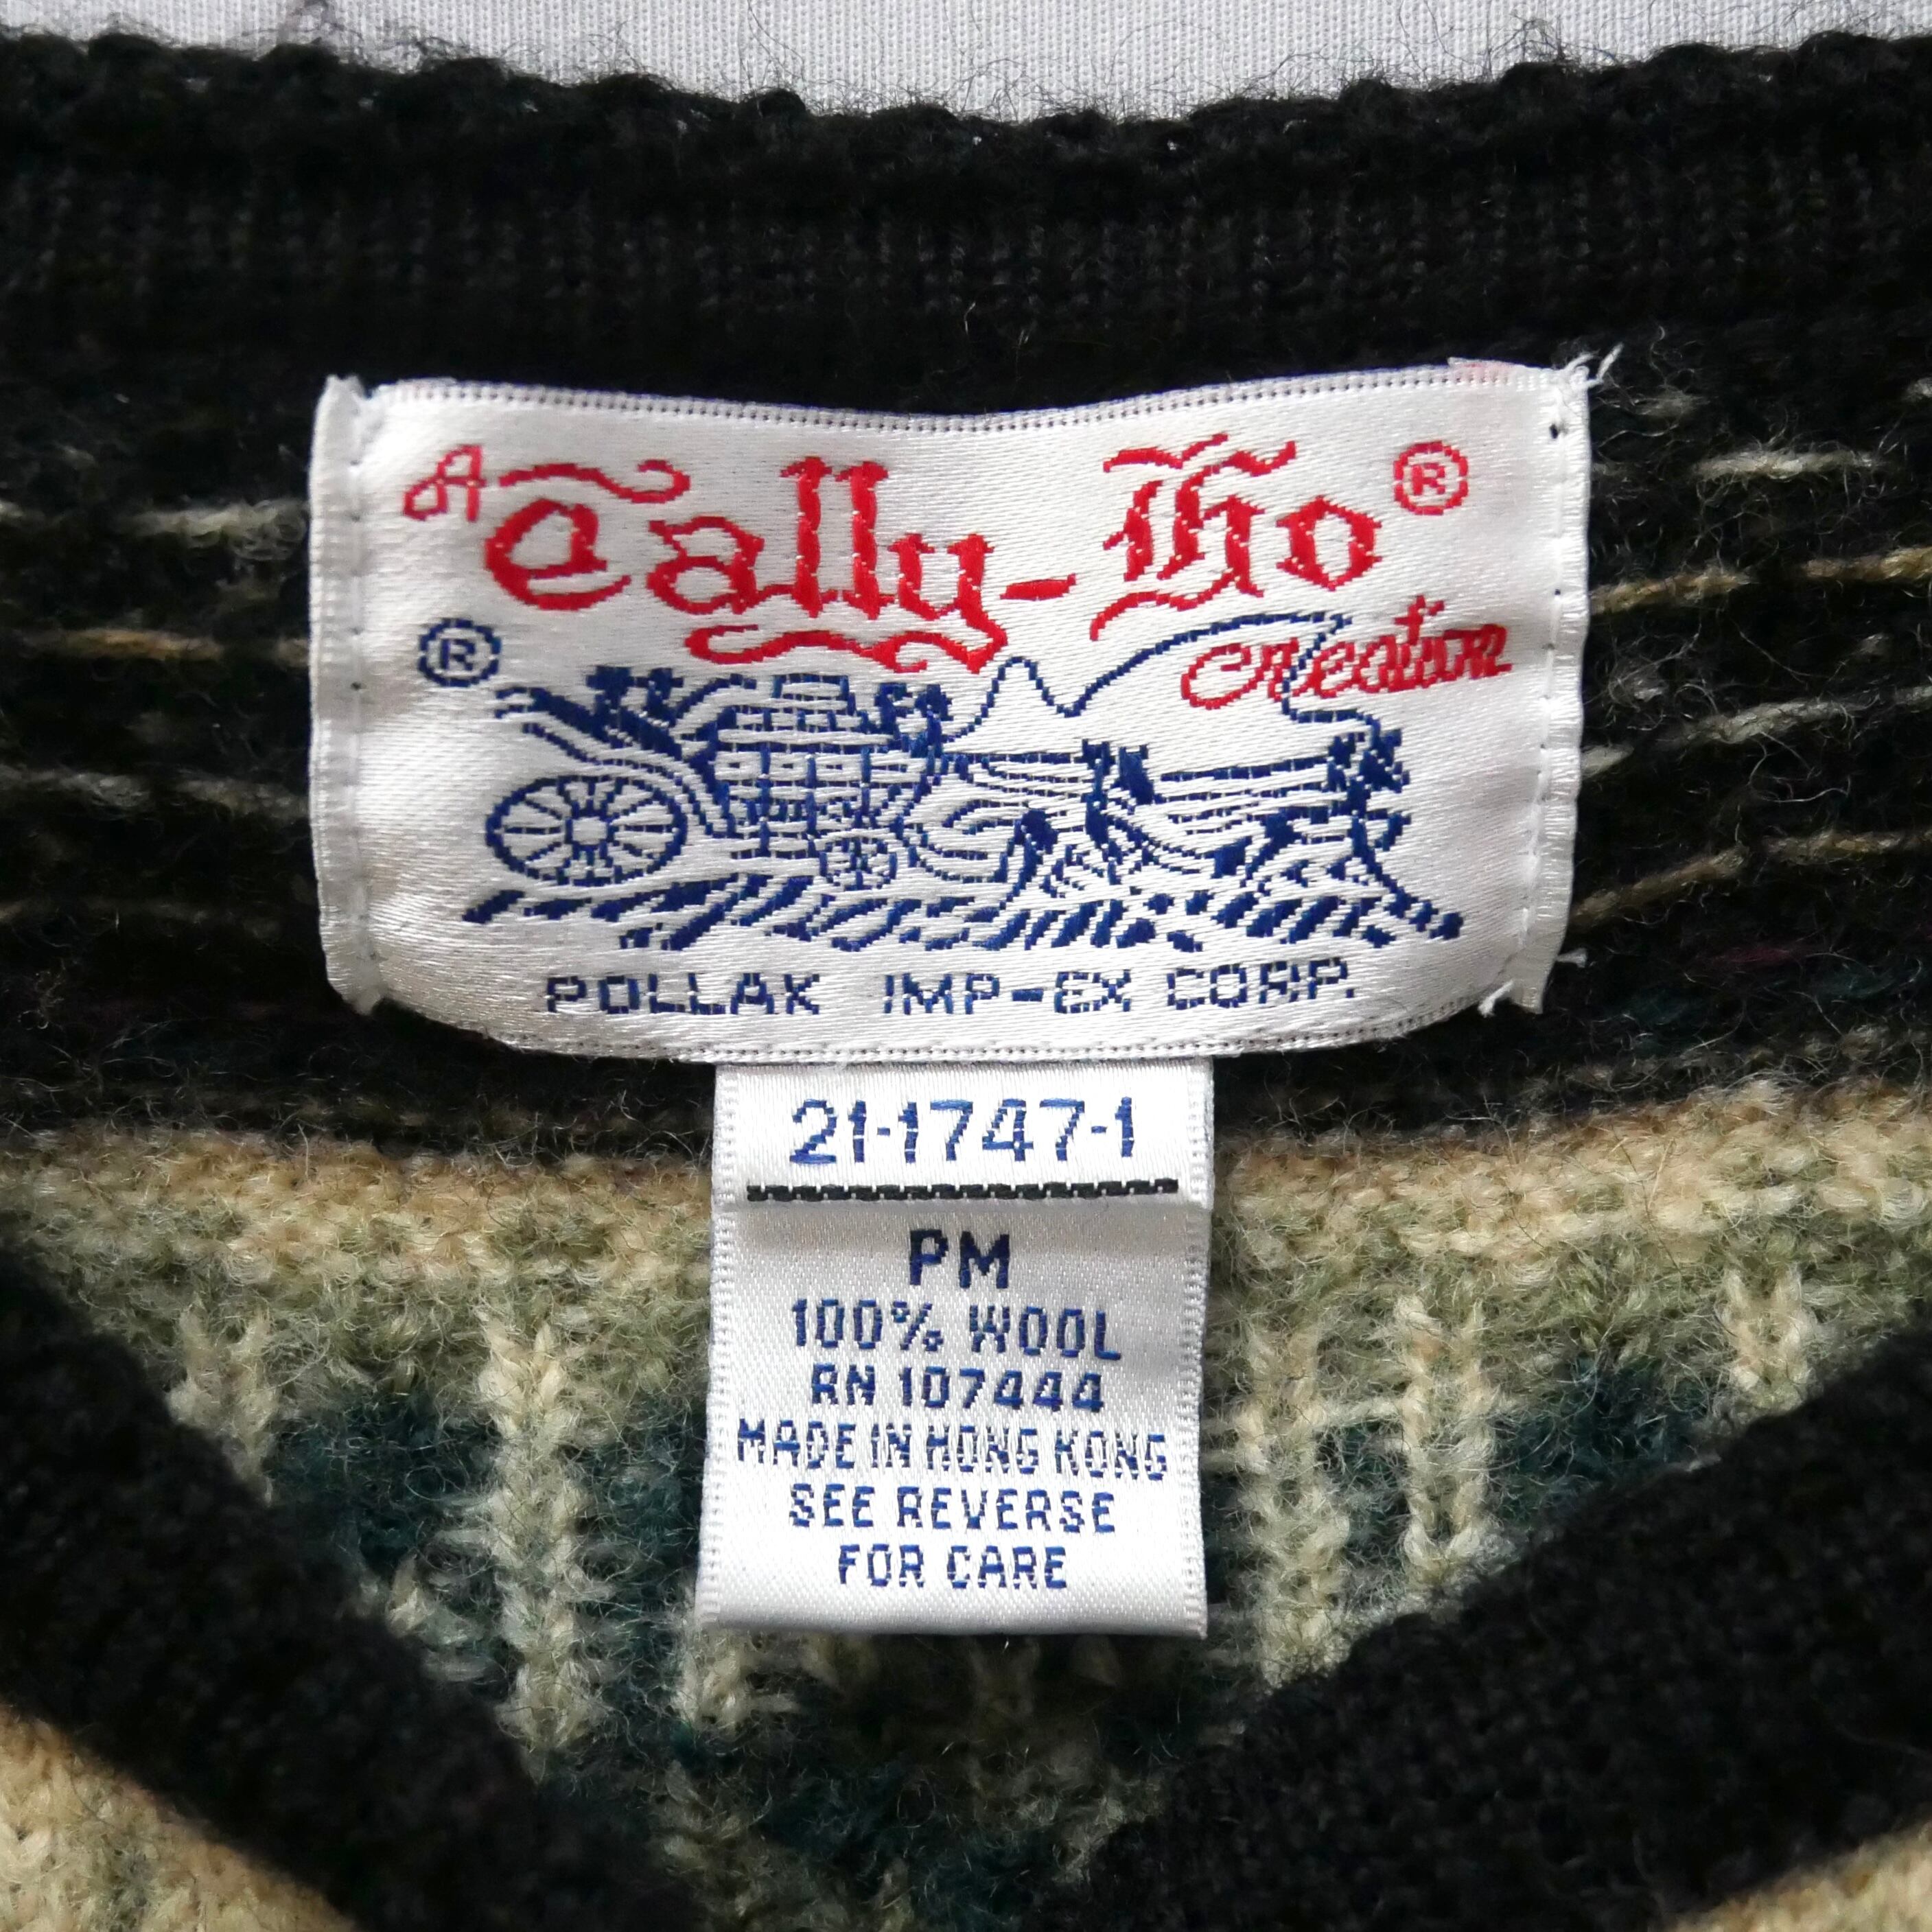 A Tally-Ho ®
Creation
®
POLLAK IMP-EX CORP.
21-1747-1
PM
100% WOOL
RN 107444
MADE IN HONG KONG
SEE REVERSE
FOR CARE